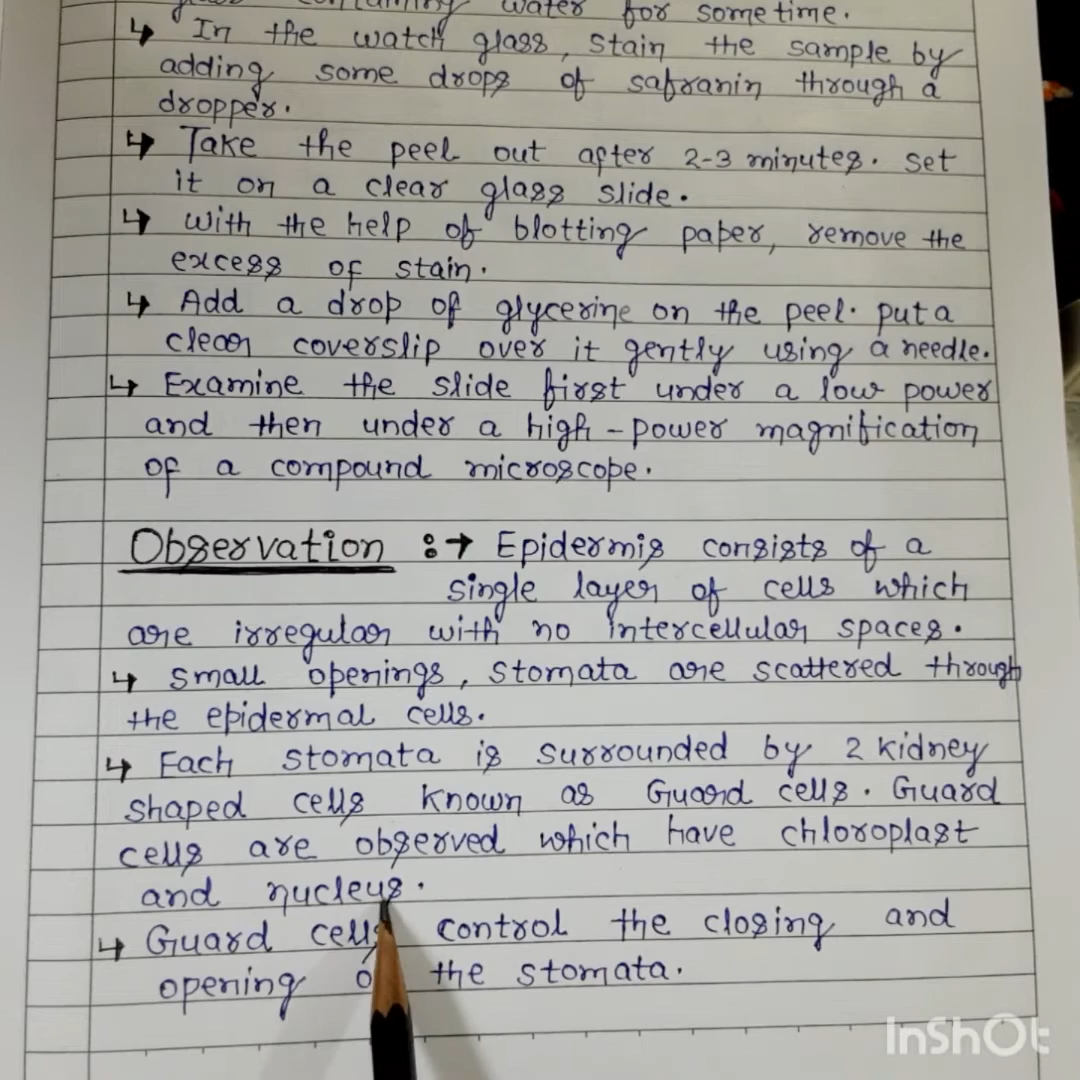 glass containing water for some time.
↳ In the watch glass, stain the sample by
adding some drops of safranin through a
dropper.
↳ Take the peel out after 2-3 minutes. set
it on a clear glass slide.
↳ with the help of blotting paper, remove the
excess of stain.
↳ Add a drop of glycerine on the peel. put a
clear coverslip over it gently using a needle.
↳ Examine the slide first under a low power
and then under a high-power magnification
of a compound microscope.
Observation :→ Epidermis consists of a
single layer of cells which
are irregular with no intercellular spaces.
↳ small openings, stomata are scattered through
the epidermal cells.
↳ Each stomata is surrounded by 2 kidney
shaped cells known as Guard cells. Guard
cells are observed which have chloroplast
and nucleus.
↳ Guard cells control the closing and
opening of the stomata.
InShOt